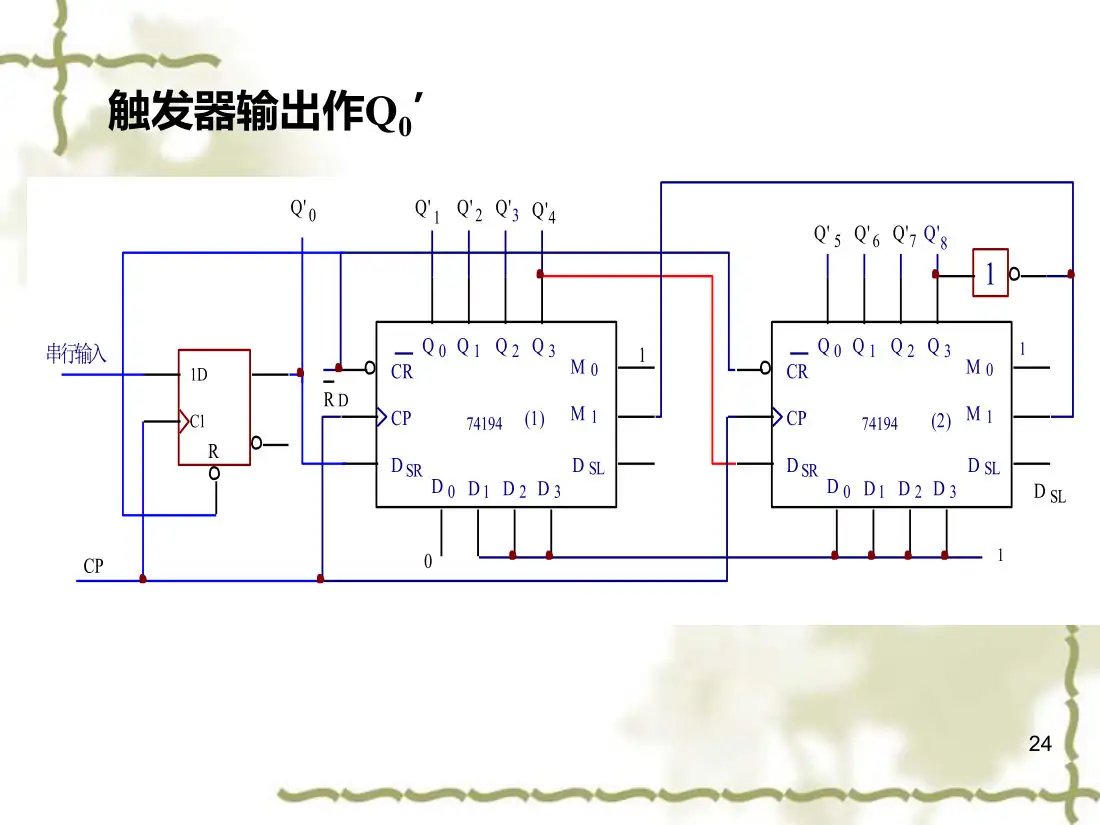 触发器输出作Q0′
Q'0 Q'1 Q'2 Q'3 Q'4
Q'5 Q'6 Q'7 Q'8
1
串行输入
1D
C1
R
RD
CR
CP
DSR
Q0 Q1 Q2 Q3
M0
M1
DSL
74194 (1)
D0 D1 D2 D3
1
0
CR
CP
DSR
Q0 Q1 Q2 Q3
M0
M1
DSL
74194 (2)
D0 D1 D2 D3
1
DSL
1
CP
24